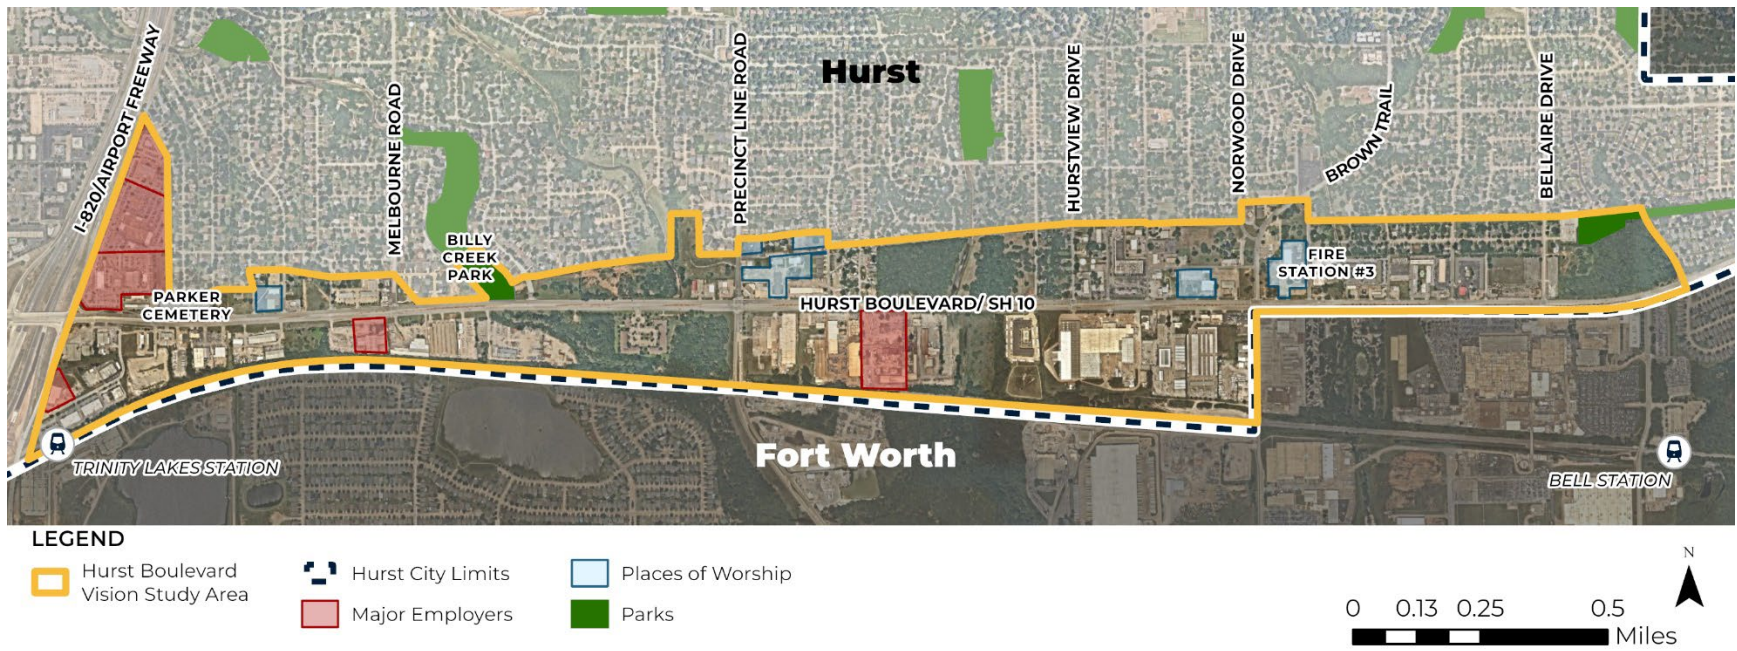 I-820/AIRPORT FREEWAY
MELBOURNE ROAD
PRECINCT LINE ROAD
Hurst
HURSTVIEW DRIVE
NORWOOD DRIVE
BROWN TRAIL
BELLAIRE DRIVE
BILLY
CREEK
PARK
FIRE
STATION #3
PARKER
CEMETERY
HURST BOULEVARD/ SH 10
Fort Worth
TRINITY LAKES STATION
BELL STATION
LEGEND
Hurst Boulevard
Vision Study Area
Hurst City Limits
Major Employers
Places of Worship
Parks
N
0 0.13 0.25 0.5
Miles